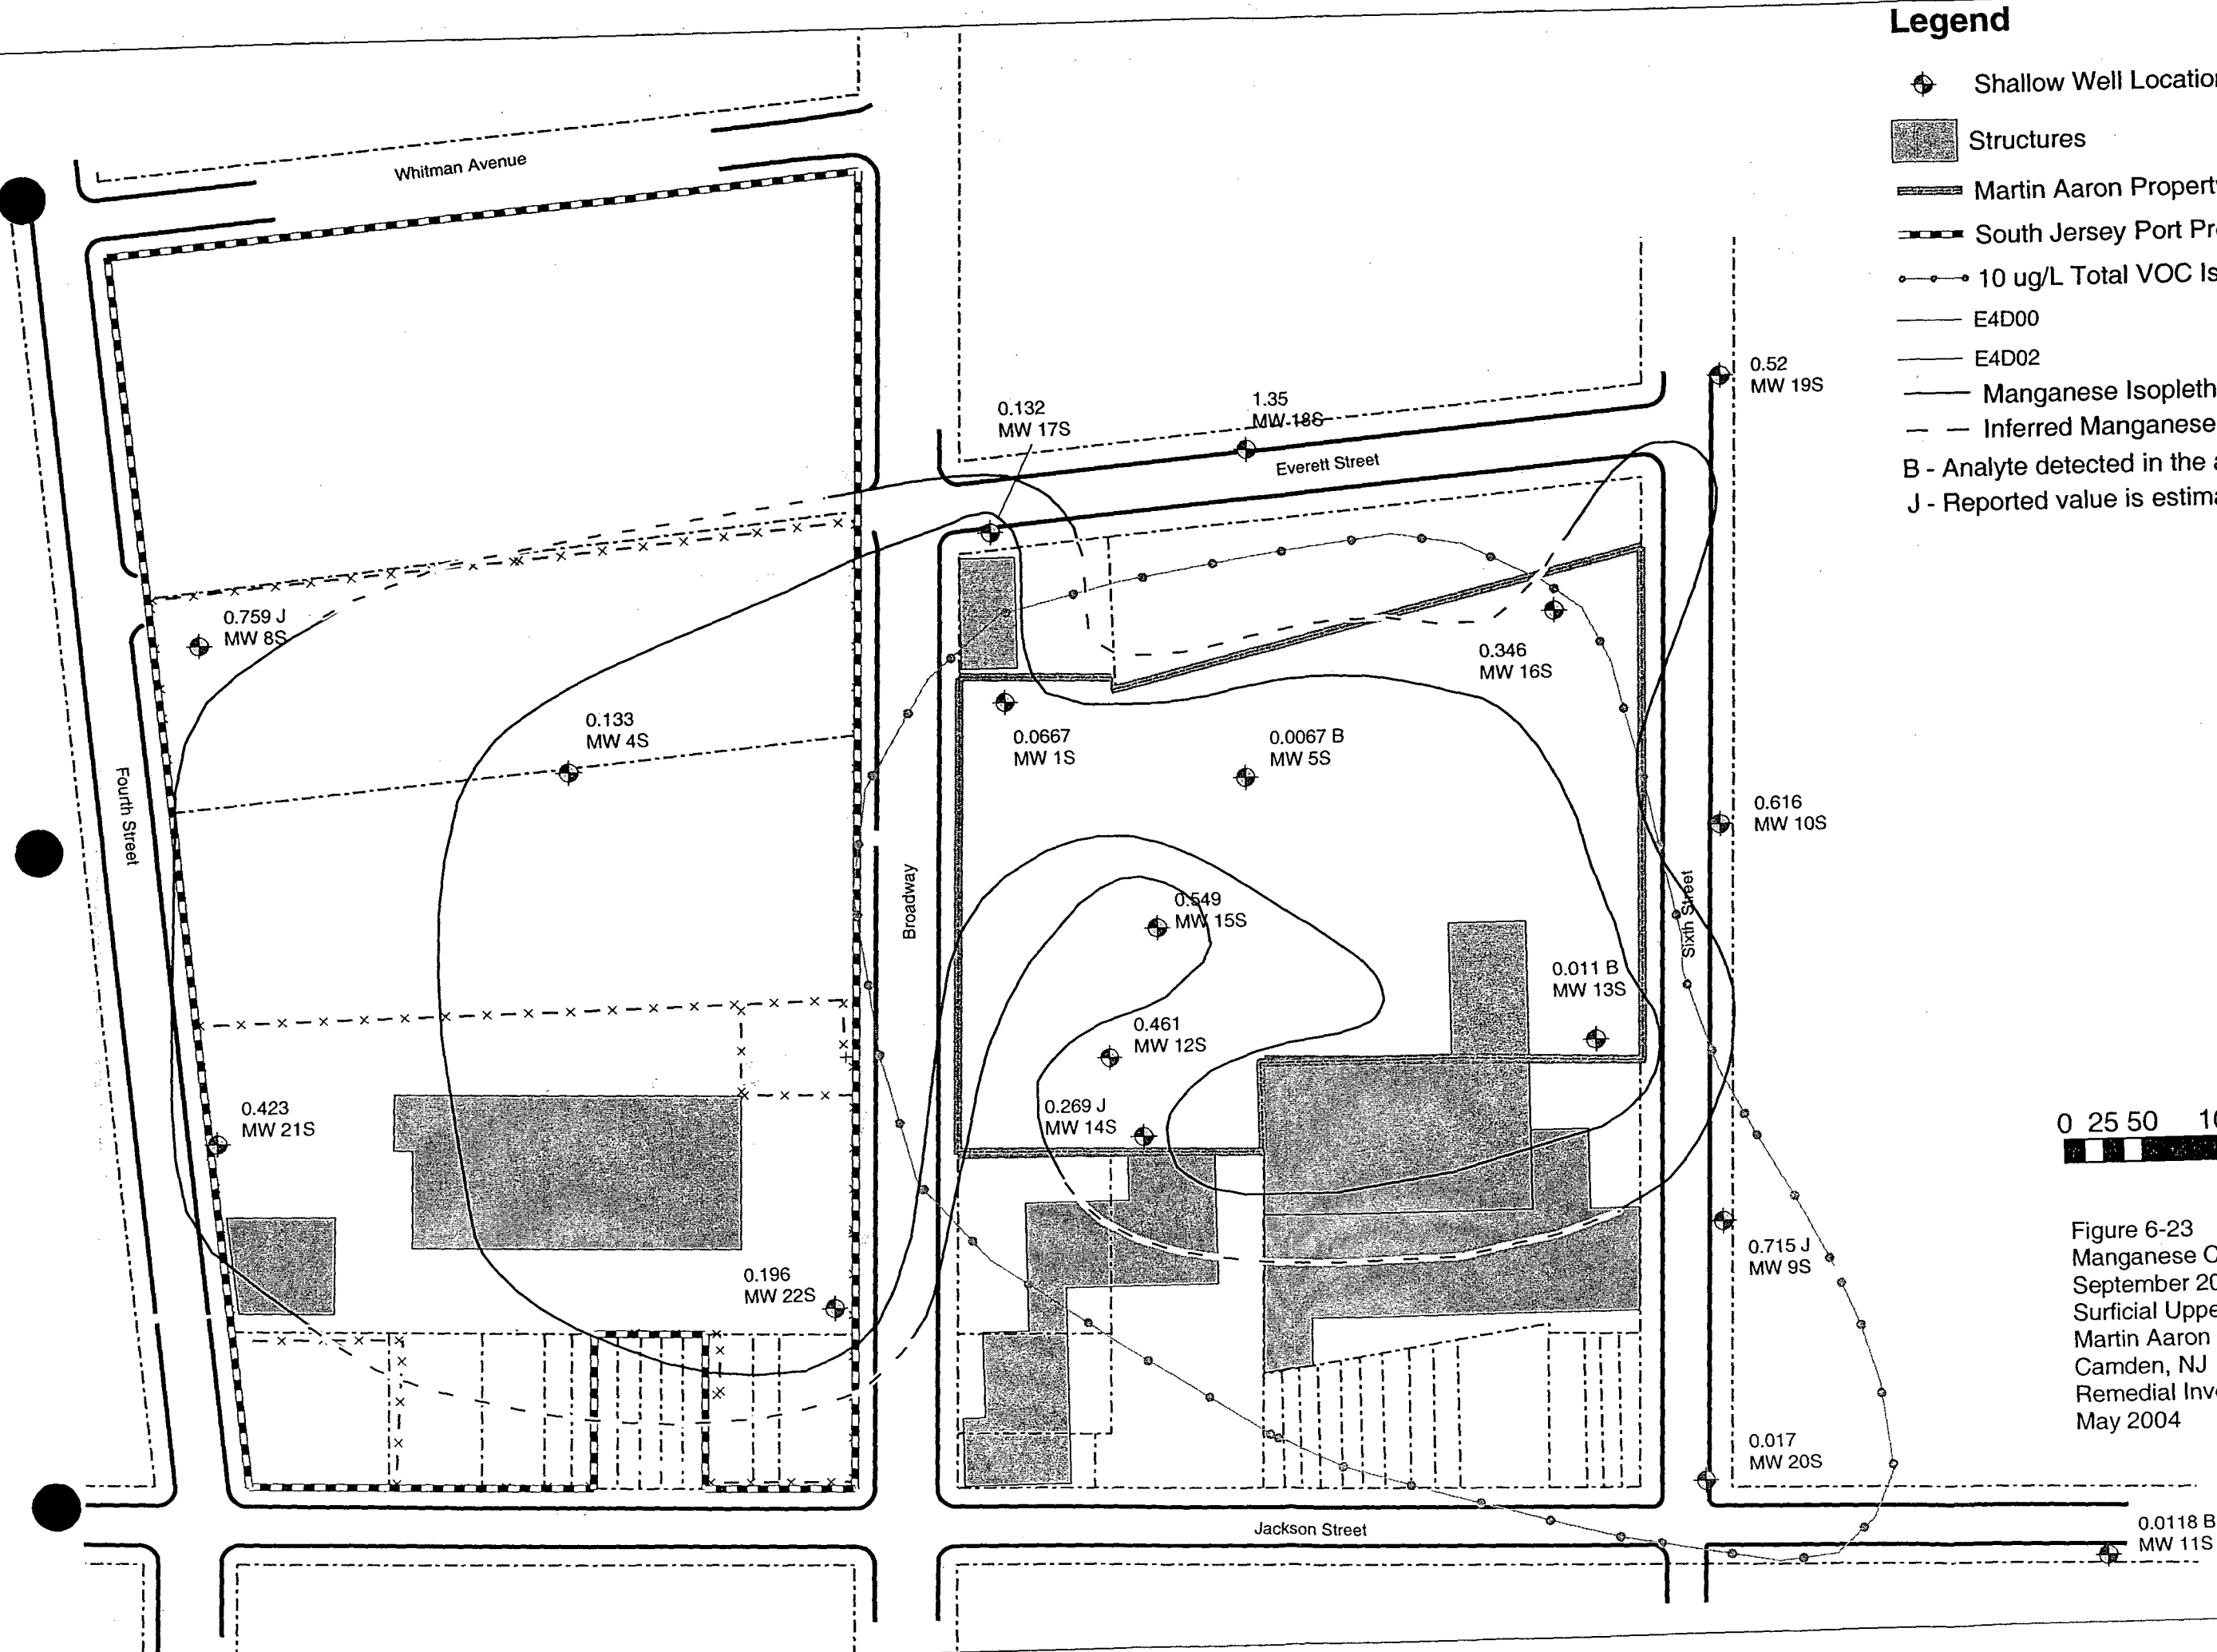 Legend
Shallow Well Location
Structures
Martin Aaron Property
South Jersey Port Pr
10 ug/L Total VOC Is
E4D00
E4D02
Manganese Isopleth
Inferred Manganese
B - Analyte detected in the a
J - Reported value is estima
Whitman Avenue
0.52
MW 19S
1.35
MW 18S
0.132
MW 17S
Everett Street
0.759 J
MW 8S
0.346
MW 16S
0.133
MW 4S
0.0667
MW 1S
0.0067 B
MW 5S
Fourth Street
0.616
MW 10S
Broadway
Sixth Street
0.549
MW 15S
0.011 B
MW 13S
0.461
MW 12S
0.423
MW 21S
0.269 J
MW 14S
0 25 50 10
0.196
MW 22S
0.715 J
MW 9S
Figure 6-23
Manganese C
September 20
Surficial Uppe
Martin Aaron
Camden, NJ
Remedial Inv
May 2004
0.017
MW 20S
Jackson Street
0.0118 B
MW 11S